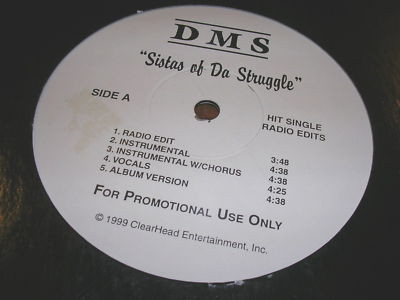 DMS
"Sistas of Da Struggle"
SIDE A
HIT SINGLE
RADIO EDITS
1. RADIO EDIT 3:48
2. INSTRUMENTAL 4:38
3. INSTRUMENTAL W/CHORUS 4:38
4. VOCALS 4:25
5. ALBUM VERSION 4:38
FOR PROMOTIONAL USE ONLY
© 1999 ClearHead Entertainment, Inc.